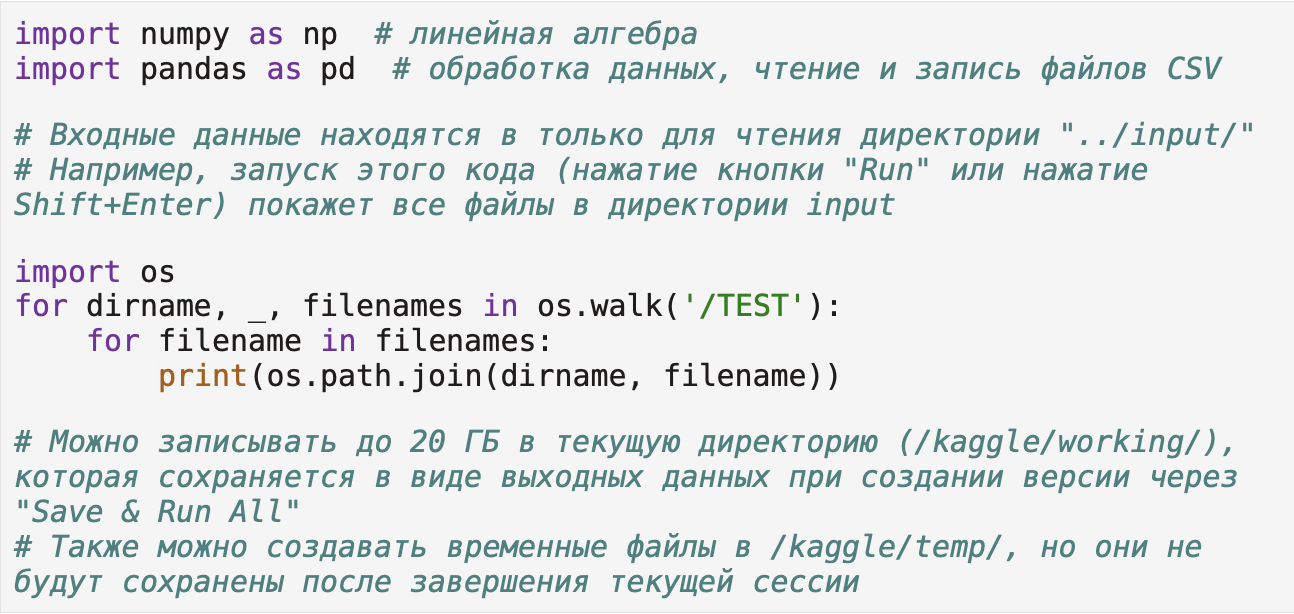 import numpy as np  # линейная алгебра
import pandas as pd  # обработка данных, чтение и запись файлов CSV
# Входные данные находятся в только для чтения директории "../input/"
# Например, запуск этого кода (нажатие кнопки "Run" или нажатие
Shift+Enter) покажет все файлы в директории input
import os
for dirname, _, filenames in os.walk('/TEST'):
    for filename in filenames:
        print(os.path.join(dirname, filename))
# Можно записывать до 20 ГБ в текущую директорию (/kaggle/working/),
которая сохраняется в виде выходных данных при создании версии через
"Save & Run All"
# Также можно создавать временные файлы в /kaggle/temp/, но они не
будут сохранены после завершения текущей сессии